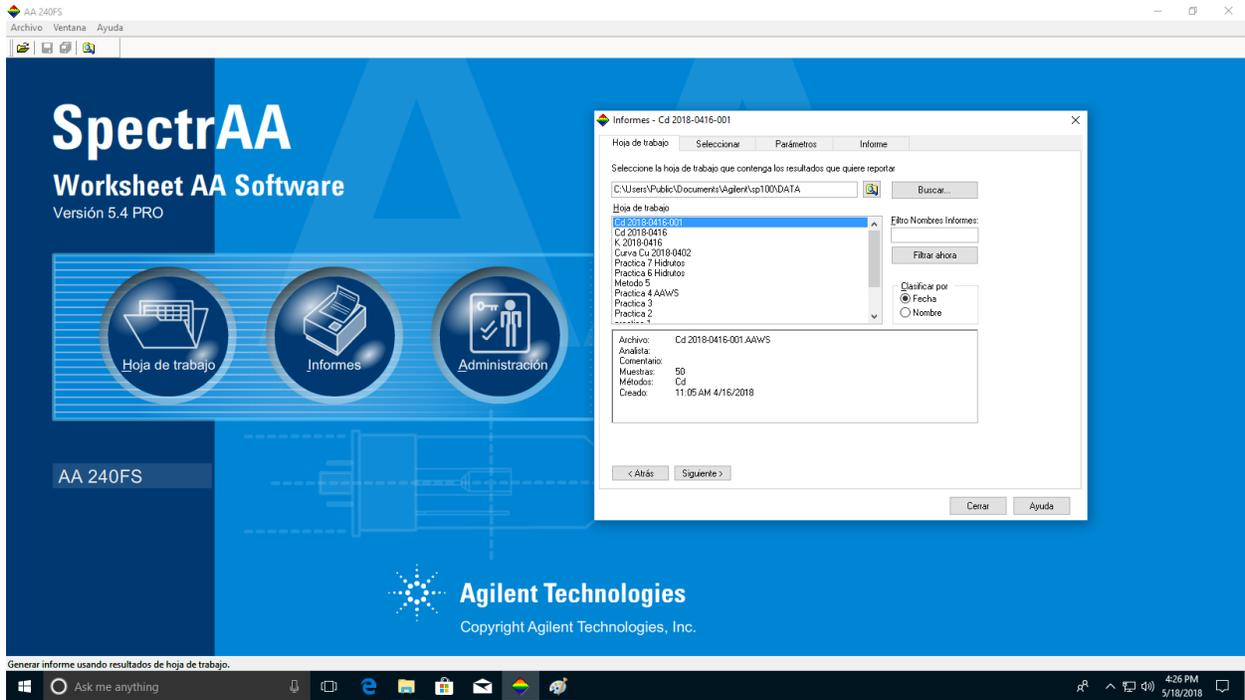 AA 240FS
Archivo Ventana Ayuda
SpectrAA
Worksheet AA Software
Versión 5.4 PRO
Hoja de trabajo
Informes
Administración
AA 240FS
Agilent Technologies
Copyright Agilent Technologies, Inc.
Informes - Cd 2018-0416-001
Hoja de trabajo Seleccionar Parámetros Informe
Seleccione la hoja de trabajo que contenga los resultados que quiere reportar
C:\Users\Public\Documents\Agilent\sp100\DATA
Buscar...
Hoja de trabajo
Cd 2018-0416-001
Cd 2018-0416
K 2018-0416
Curva Cu 2018-0402
Practica 7 Hidrutos
Practica 6 Hidrutos
Metodo 5
Practica 4 AAWS
Practica 3
Practica 2
Filtro Nombres Informes:
Filtrar ahora
Clasificar por
Fecha
Nombre
Archivo: Cd 2018-0416-001.AAWS
Analista:
Comentario:
Muestras: 50
Métodos: Cd
Creado: 11:05 AM 4/16/2018
< Atrás Siguiente >
Cerrar Ayuda
Generar informe usando resultados de hoja de trabajo.
Ask me anything
4:26 PM
5/18/2018